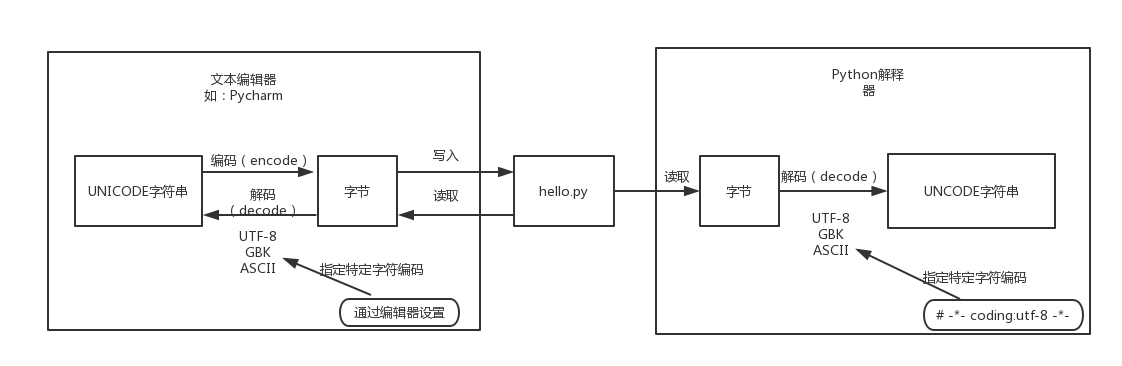 文本编辑器
如：Pycharm
UNICODE字符串
编码（encode）
解码
（decode）
字节
写入
读取
hello.py
UTF-8
GBK
ASCII
指定特定字符编码
通过编辑器设置
Python解释
器
读取
字节
解码（decode）
UNCODE字符串
UTF-8
GBK
ASCII
指定特定字符编码
# -*- coding:utf-8 -*-